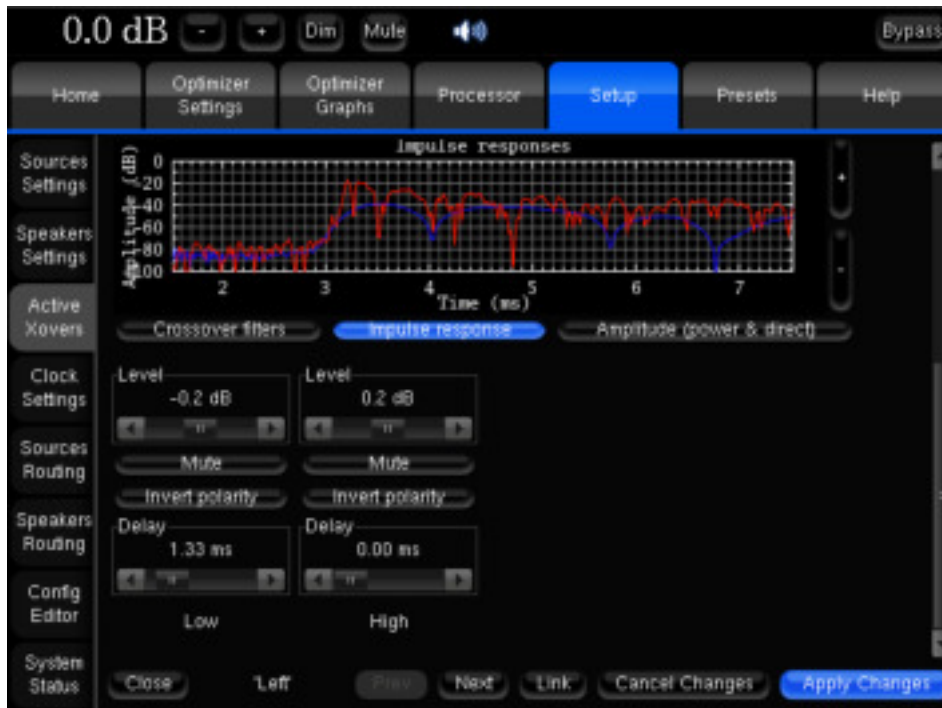 0.0 dB - + Dim Mute Bypass
Home
Optimizer
Settings
Optimizer
Graphs
Processor
Setup
Presets
Help
Sources
Settings
Speakers
Settings
Active
Xovers
Clock
Settings
Sources
Routing
Speakers
Routing
Config
Editor
System
Status
Impulse responses
Amplitude (dB)
0
-20
-40
-60
-80
-100
2 3 4 5 6 7
Time (ms)
+
-
Crossover filters Impulse response Amplitude (power & direct)
Level Level
-0.2 dB 0.2 dB
Mute Mute
Invert polarity Invert polarity
Delay Delay
1.33 ms 0.00 ms
Low High
Close "Left" Prev Next Link Cancel Changes Apply Changes